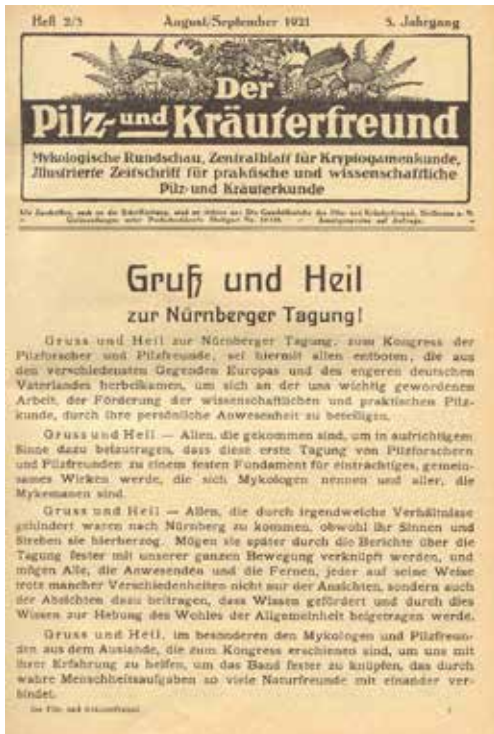 Heft 2/3 August/September 1921 5. Jahrgang
Der
Pilz- und Kräuterfreund
Mykologische Rundschau, Zentralblatt für Kryptogamenkunde,
Illustrierte Zeitschrift für praktische und wissenschaftliche
Pilz- und Kräuterkunde
Gruß und Heil
zur Nürnberger Tagung!
Gruss und Heil zur Nürnberger Tagung, zum Kongress der
Pilzforscher und Pilzfreunde, sei hiermit allen entboten, die aus
den verschiedensten Gegenden Europas und des engeren deutschen
Vaterlandes herbeikamen, um sich an der uns wichtig gewordenen
Arbeit, der Förderung der wissenschaftlichen und praktischen Pilz-
kunde, durch ihre persönliche Anwesenheit zu beteiligen.
Gruss und Heil — Allen, die gekommen sind, um in aufrichtigem
Sinne dazu beizutragen, dass diese erste Tagung von Pilzforschern
und Pilzfreunden zu einem festen Fundament für einträchtiges, gemein-
sames Wirken werde, die sich Mykologen nennen und aller, die
Mykomanen sind.
Gruss und Heil — Allen, die durch irgendwelche Verhältnisse
gehindert waren nach Nürnberg zu kommen, obwohl ihr Sinnen und
Streben sie hierherzog. Mögen sie später durch die Berichte über die
Tagung fester mit unserer ganzen Bewegung verknüpft werden, und
mögen Alle, die Anwesenden und die Fernen, jeder auf seine Weise
trotz mancher Verschiedenheiten nicht nur der Ansichten, sondern auch
der Absichten dazu beitragen, dass Wissen gefördert und durch dies
Wissen zur Hebung des Wohles der Allgemeinheit beigetragen werde.
Gruss und Heil, im besonderen den Mykologen und Pilzfreun-
den aus dem Auslande, die zum Kongress erschienen sind, um uns mit
ihrer Erfahrung zu helfen, um das Band fester zu knüpfen, das durch
wahre Menschheitsaufgaben so viele Naturfreunde mit einander ver-
bindet.
Der Pilz- und Kräuterfreund.